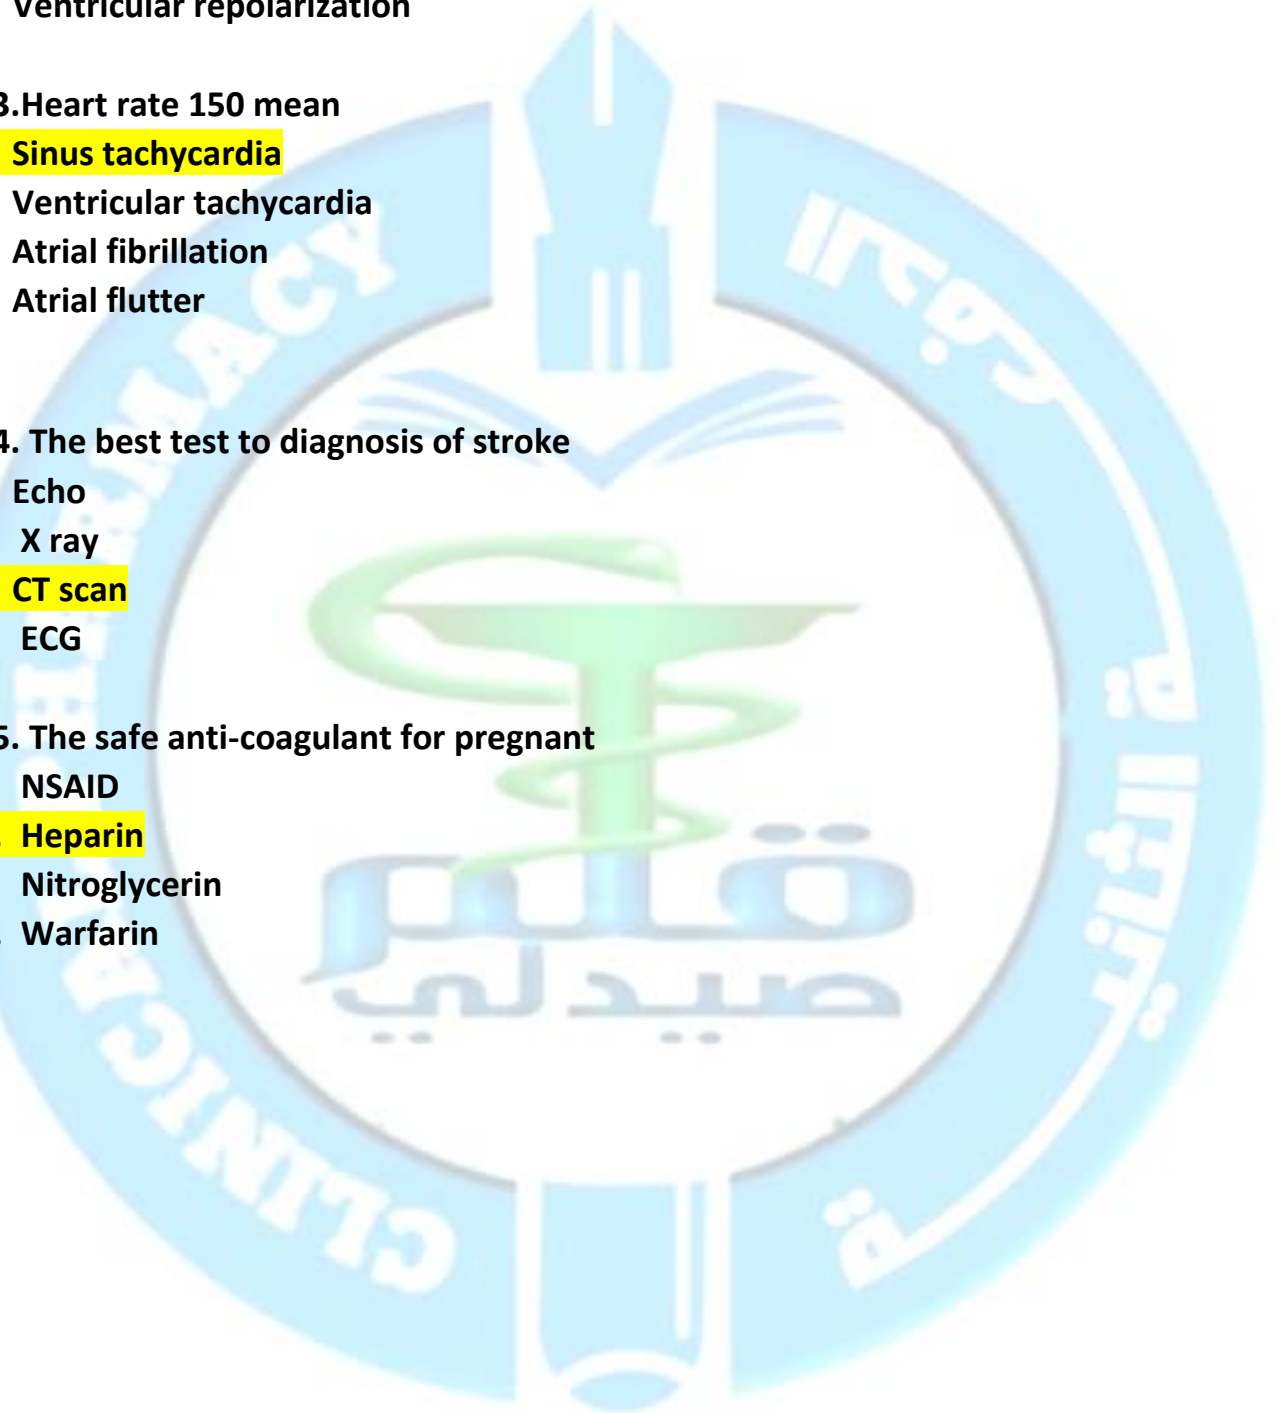 Ventricular repolarization
3.Heart rate 150 mean
Sinus tachycardia
Ventricular tachycardia
Atrial fibrillation
Atrial flutter
4. The best test to diagnosis of stroke
Echo
X ray
CT scan
ECG
5. The safe anti-coagulant for pregnant
NSAID
. Heparin
Nitroglycerin
. Warfarin
قلم
صيدلي